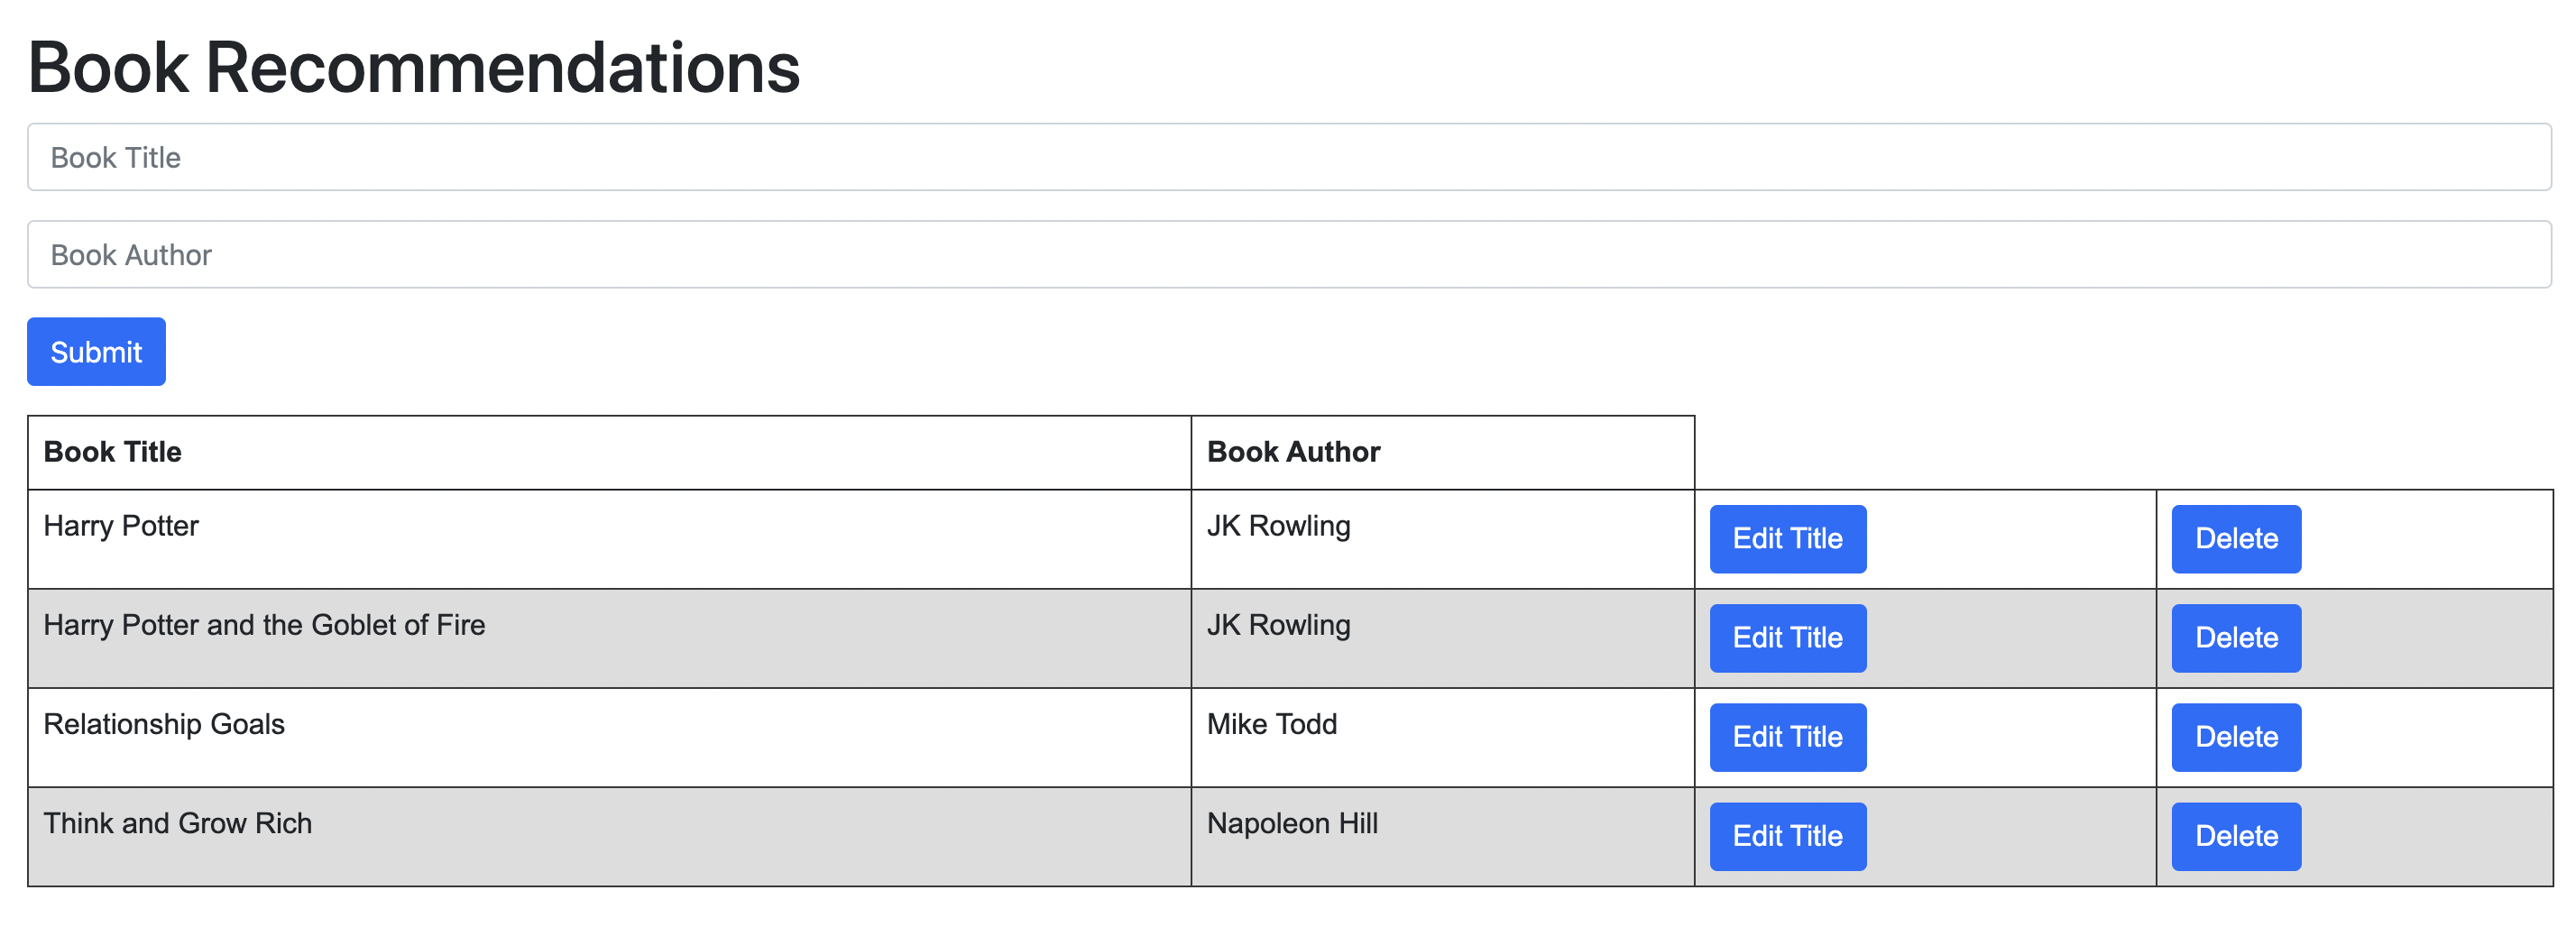 Book Recommendations
Book Title
Book Author
Submit
Book Title Book Author
Harry Potter JK Rowling Edit Title Delete
Harry Potter and the Goblet of Fire JK Rowling Edit Title Delete
Relationship Goals Mike Todd Edit Title Delete
Think and Grow Rich Napoleon Hill Edit Title Delete